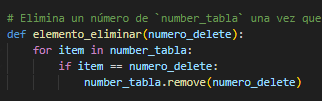 # Elimina un número de `number_tabla` una vez que
def elemento_eliminar(numero_delete):
    for item in number_tabla:
        if item == numero_delete:
            number_tabla.remove(numero_delete)